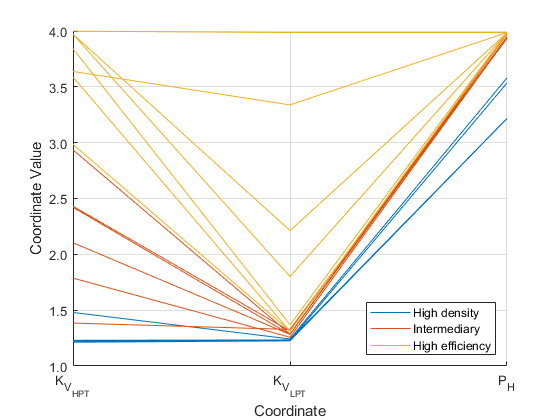 4.0
3.5
3.0
2.5
2.0
1.5
1.0
Coordinate Value
High density
Intermediary
High efficiency
K_V_HPT K_V_LPT P_H
Coordinate